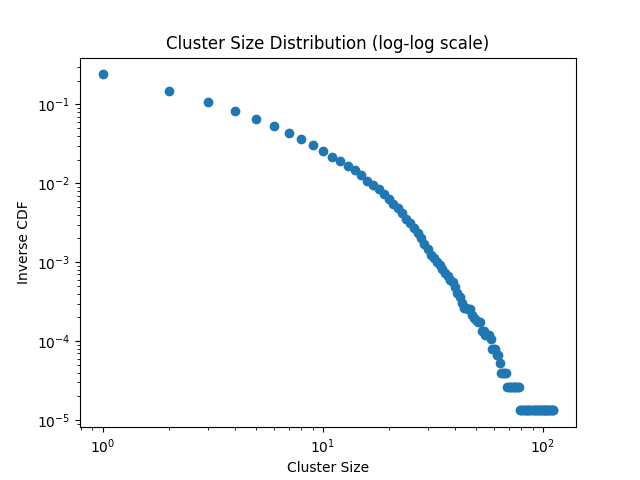 Cluster Size Distribution (log-log scale)
10⁻¹
10⁻²
10⁻³
10⁻⁴
10⁻⁵
Inverse CDF
10⁰ 10¹ 10²
Cluster Size